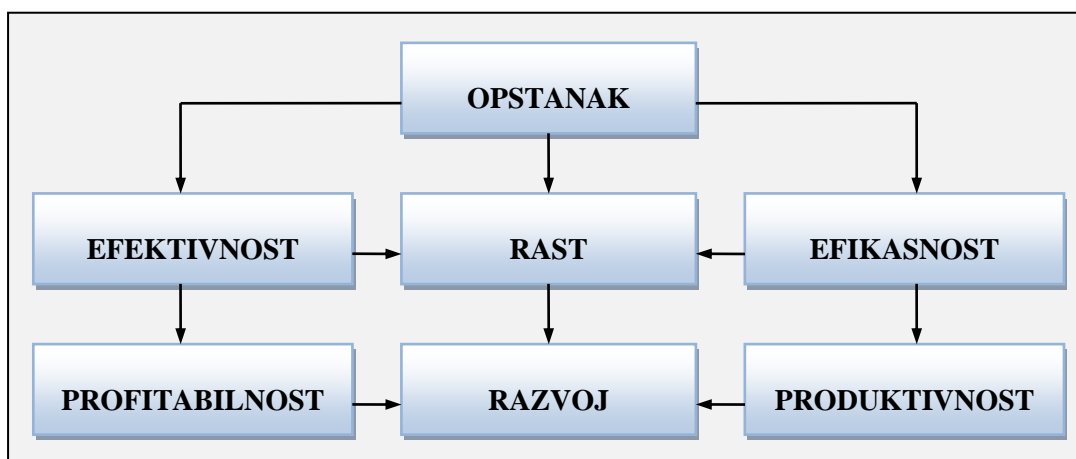 OPSTANAK
EFEKTIVNOST
RAST
EFIKASNOST
PROFITABILNOST
RAZVOJ
PRODUKTIVNOST